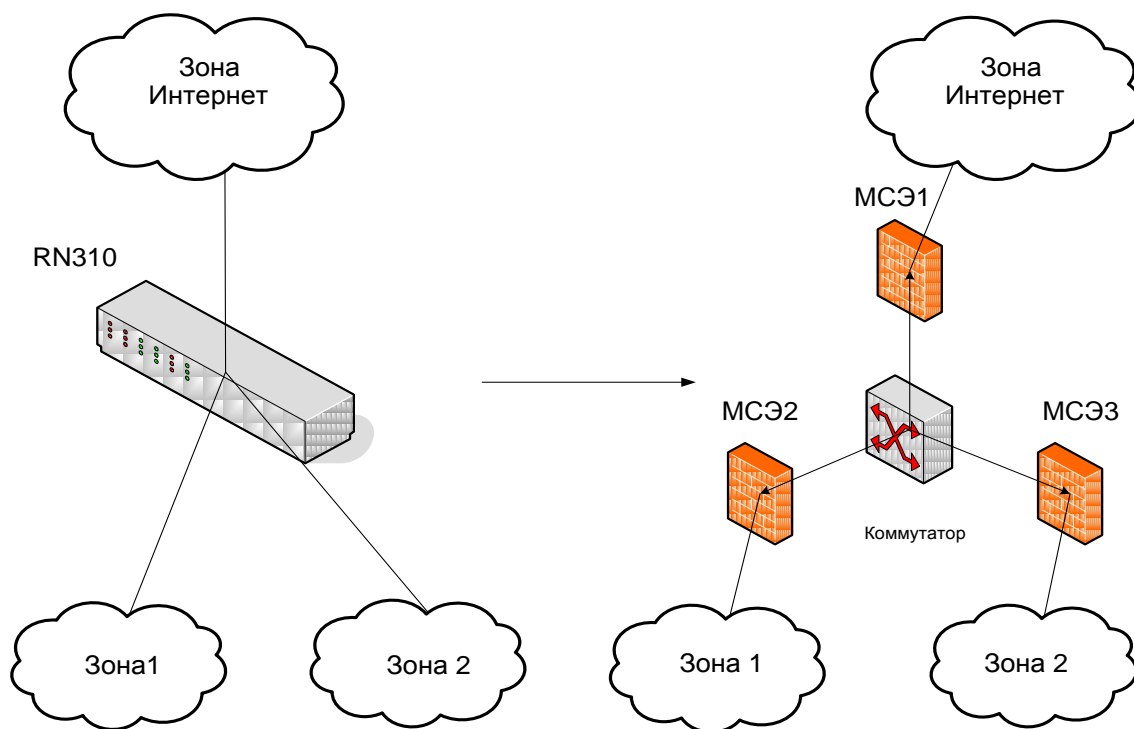 Зона
Интернет
RN310
Зона1
Зона 2
Зона
Интернет
МСЭ1
МСЭ2
МСЭ3
Коммутатор
Зона 1
Зона 2